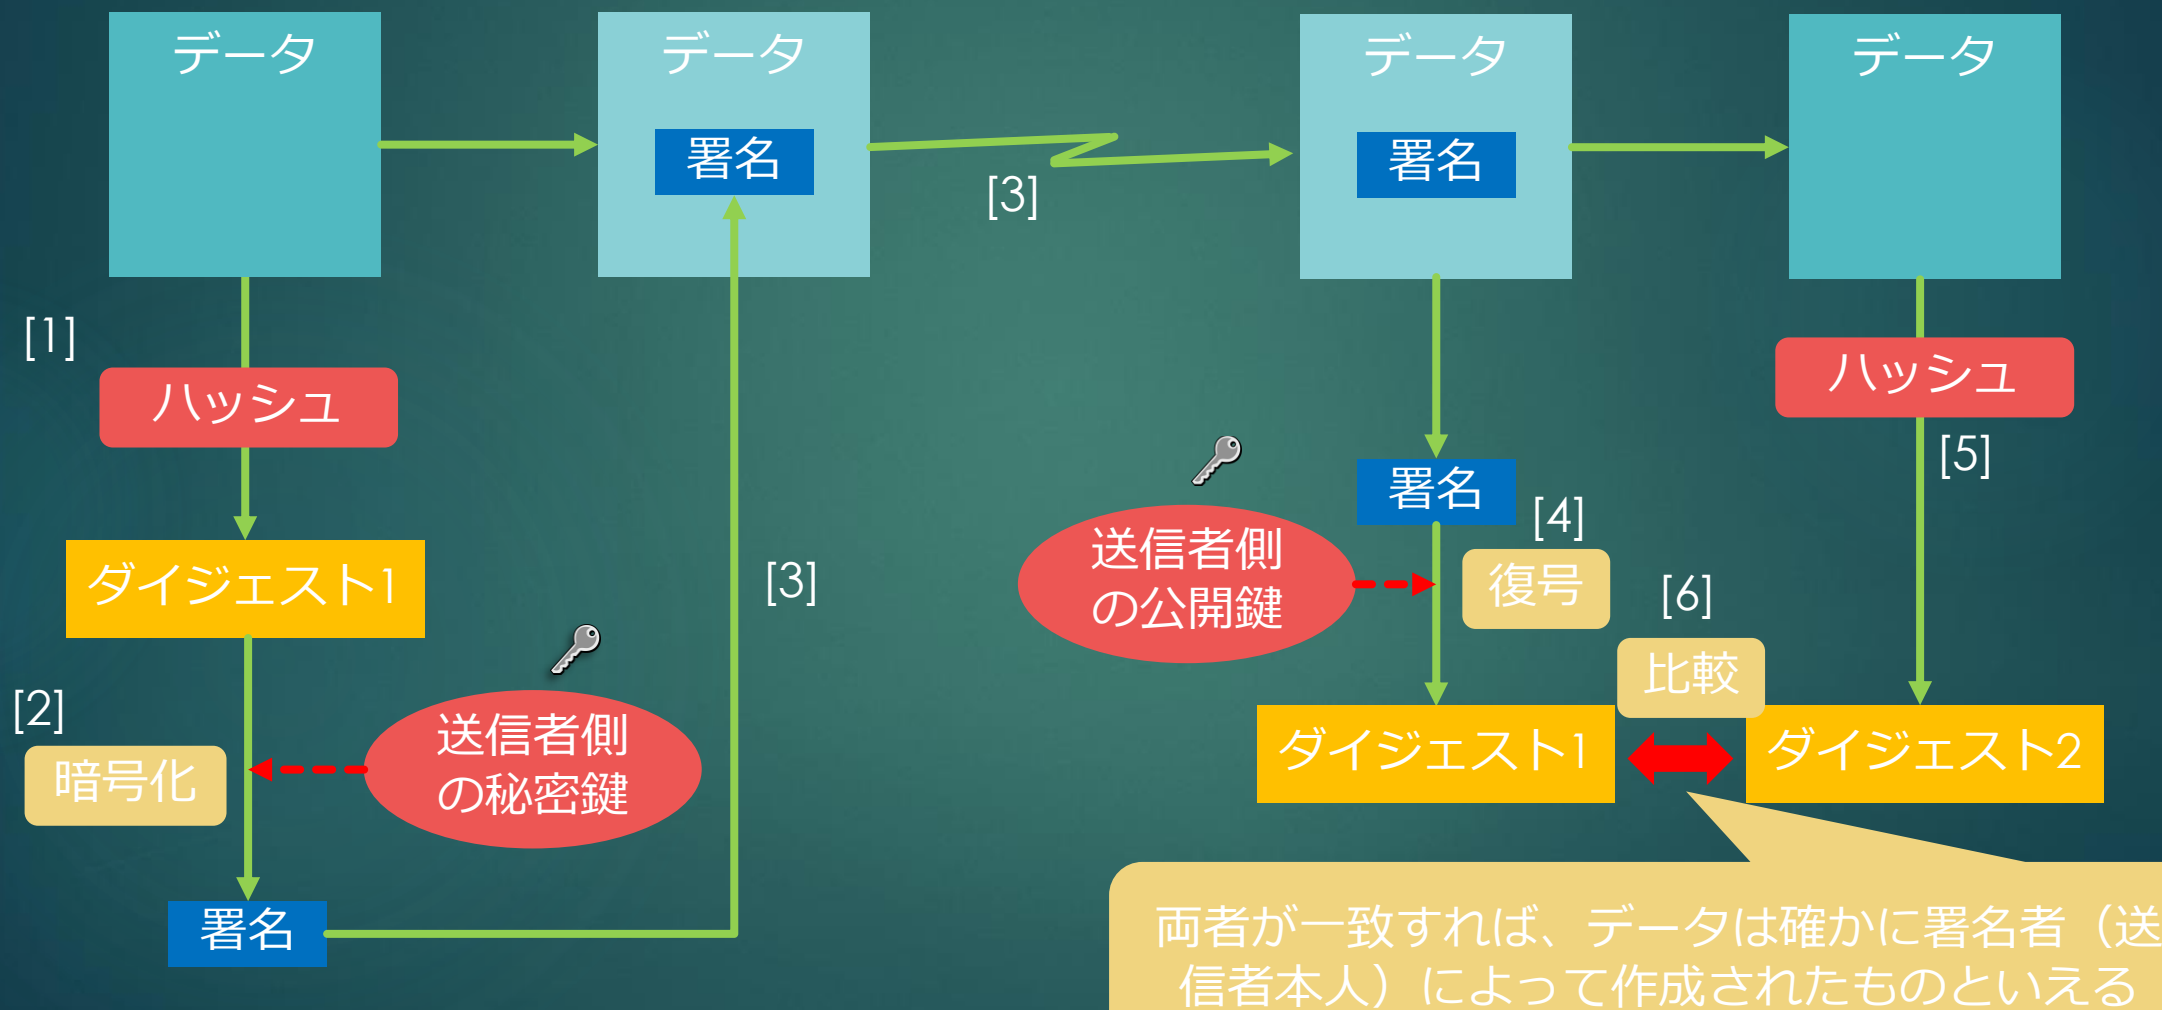 データ
データ
署名
[3]
データ
署名
データ
[1]
ハッシュ
ダイジェスト1
[2]
暗号化
送信者側
の秘密鍵
署名
[3]
送信者側
の公開鍵
署名
[4]
復号
ダイジェスト1
ハッシュ
[5]
[6]
比較
ダイジェスト2
両者が一致すれば、データは確かに署名者（送
信者本人）によって作成されたものといえる